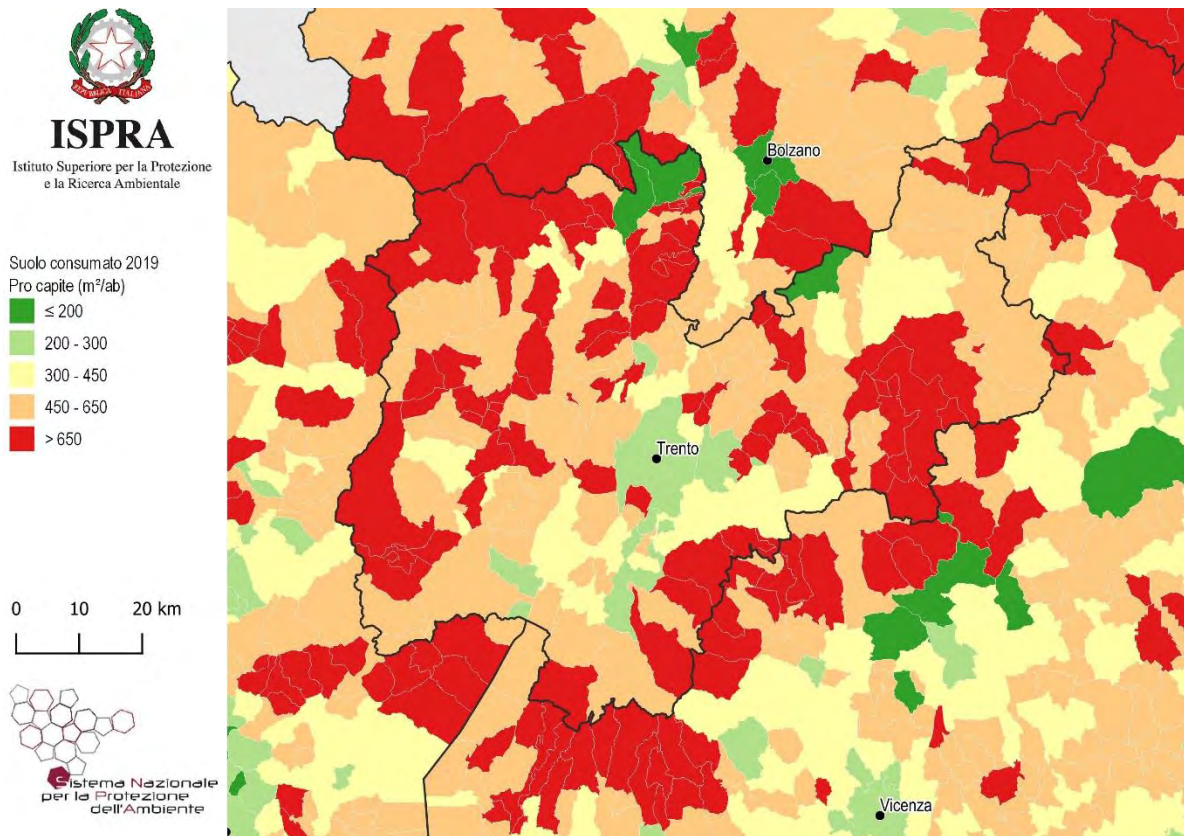 REPVBBLICA ITALIANA
ISPRA
Istituto Superiore per la Protezione
e la Ricerca Ambientale
Suolo consumato 2019
Pro capite (m²/ab)
≤ 200
200 - 300
300 - 450
450 - 650
> 650
0 10 20 km
Sistema Nazionale
per la Protezione
dell'Ambiente
Bolzano
Trento
Vicenza